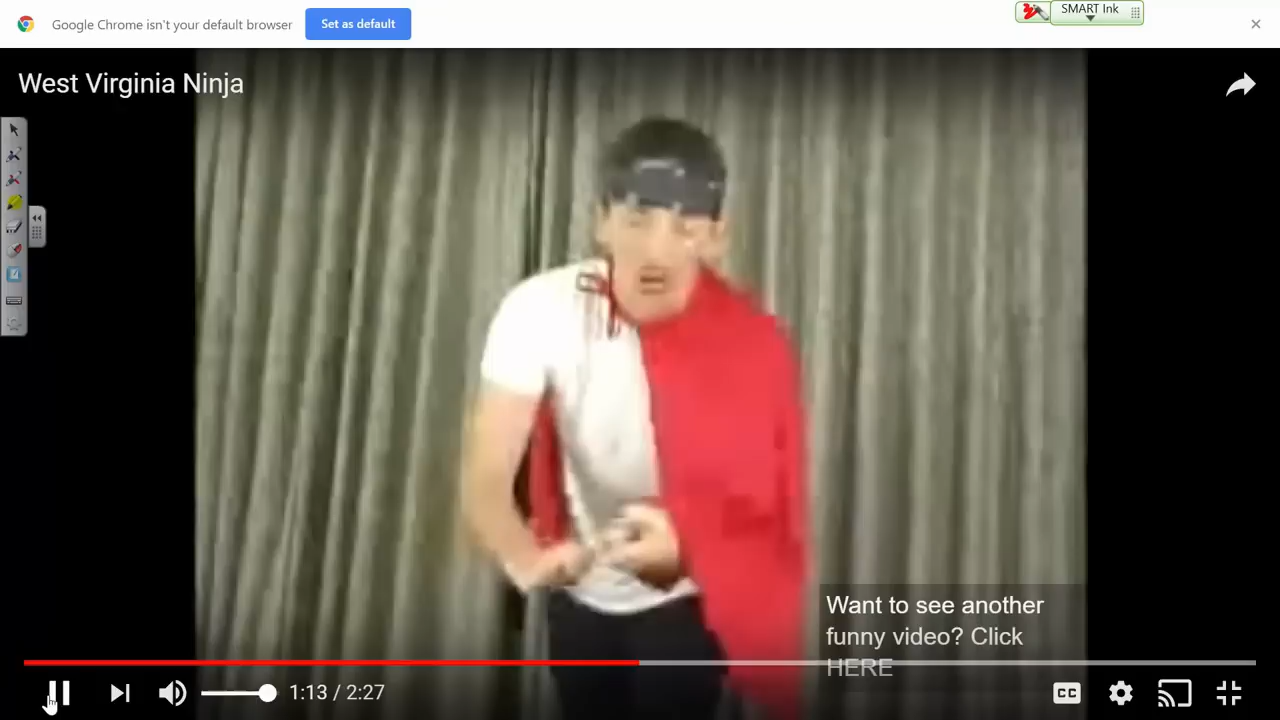 Google Chrome isn't your default browser
Set as default
SMART Ink
West Virginia Ninja
Want to see another
funny video? Click
HERE
1:13 / 2:27
CC